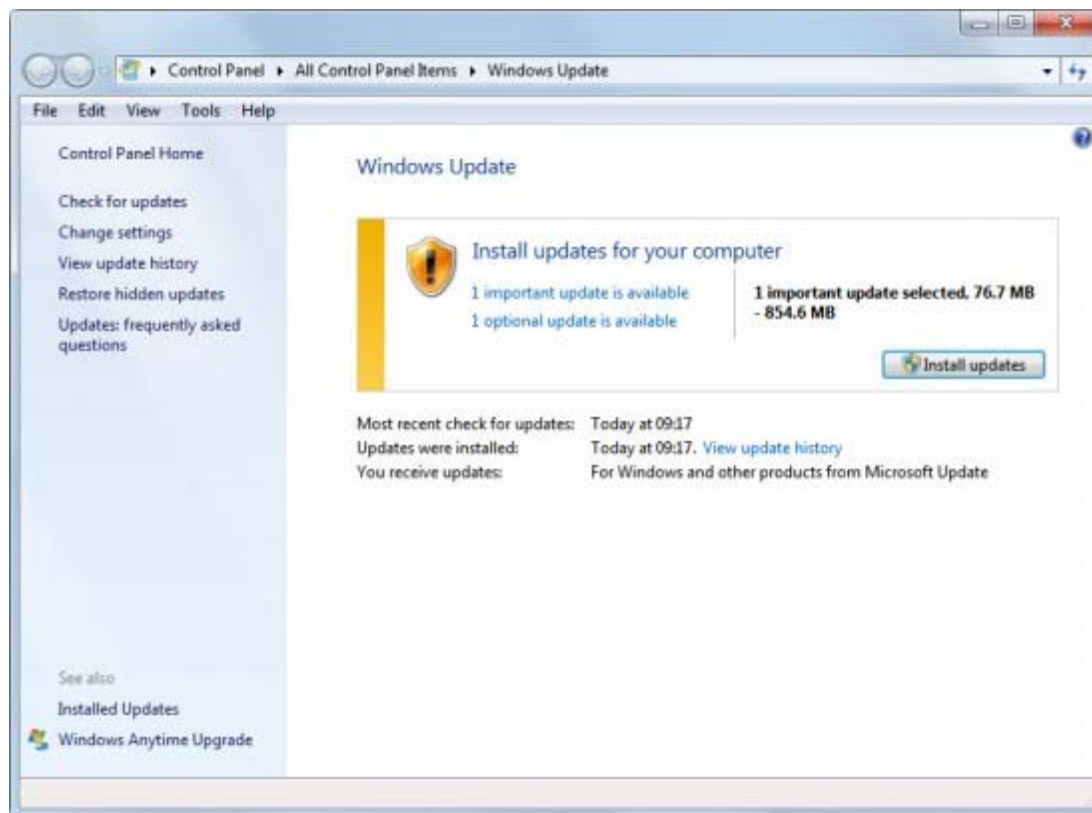 Control Panel ▸ All Control Panel Items ▸ Windows Update
File Edit View Tools Help
Control Panel Home
Check for updates
Change settings
View update history
Restore hidden updates
Updates: frequently asked
questions
See also
Installed Updates
Windows Anytime Upgrade
Windows Update
Install updates for your computer
1 important update is available
1 optional update is available
1 important update selected, 76.7 MB
- 854.6 MB
Install updates
Most recent check for updates: Today at 09:17
Updates were installed: Today at 09:17. View update history
You receive updates: For Windows and other products from Microsoft Update